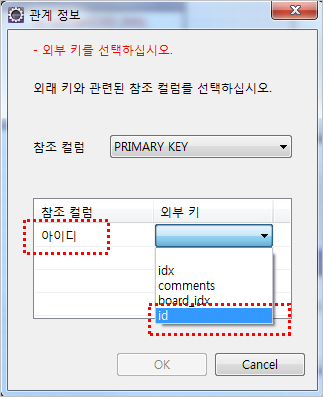 관계 정보
- 외부 키를 선택하십시오.
외래 키와 관련된 참조 컬럼를 선택하십시오.
참조 컬럼 PRIMARY KEY
참조 컬럼 외부 키
아이디
idx
comments
board_idx
id
OK Cancel